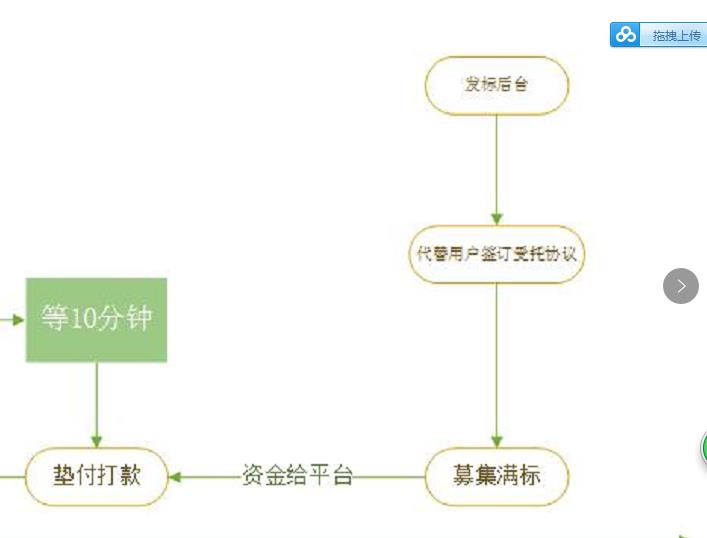 拖拽上传
发标后台
代替用户签订受托协议
等10分钟
垫付打款
资金给平台
募集满标